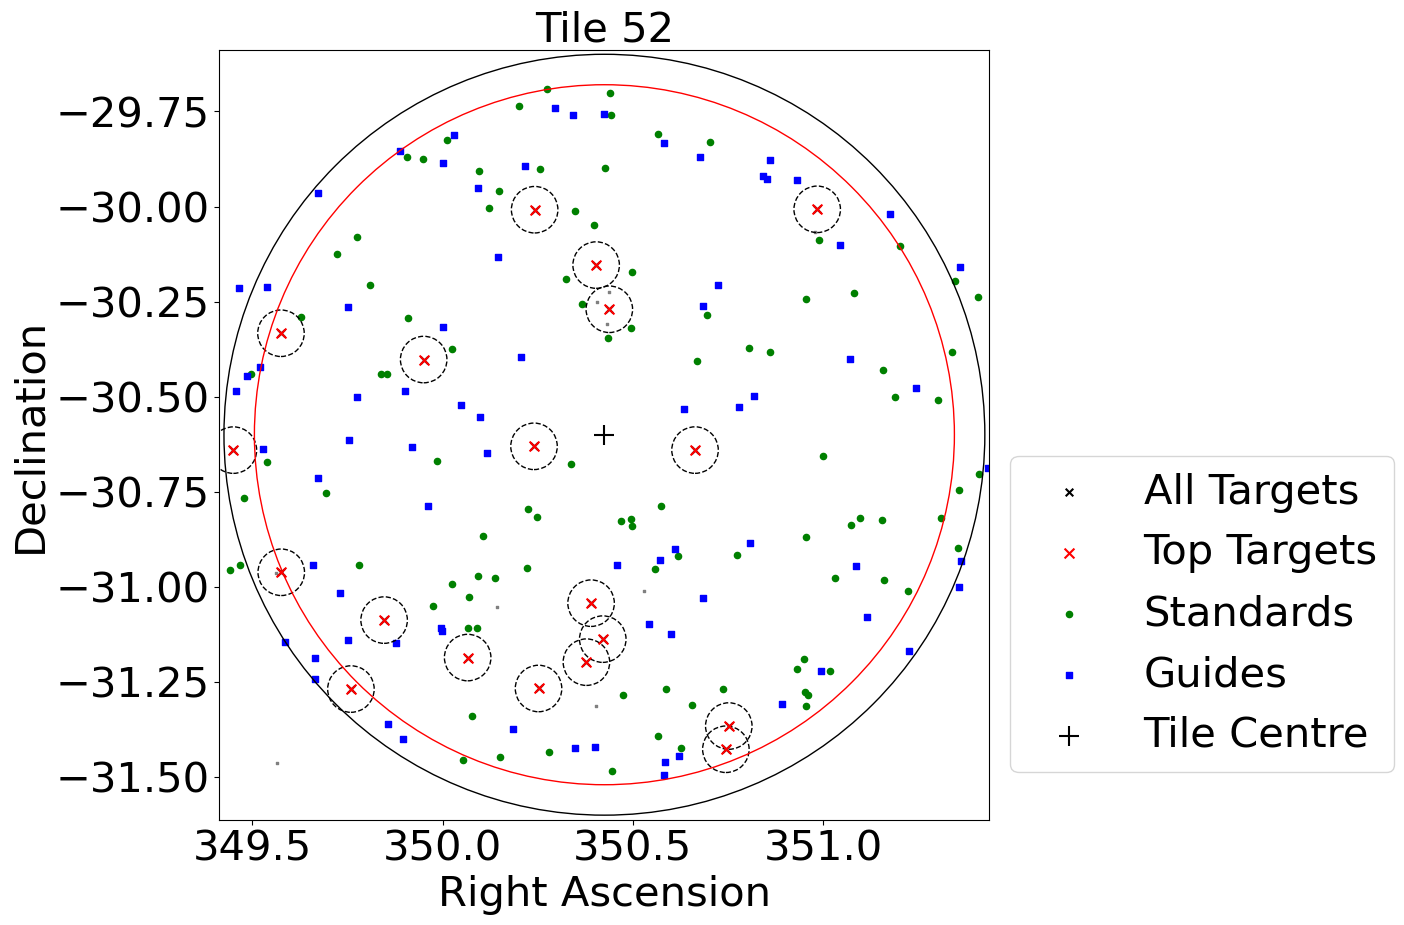 Tile 52
Declination
−29.75
−30.00
−30.25
−30.50
−30.75
−31.00
−31.25
−31.50
349.5 350.0 350.5 351.0
Right Ascension
All Targets
Top Targets
Standards
Guides
Tile Centre